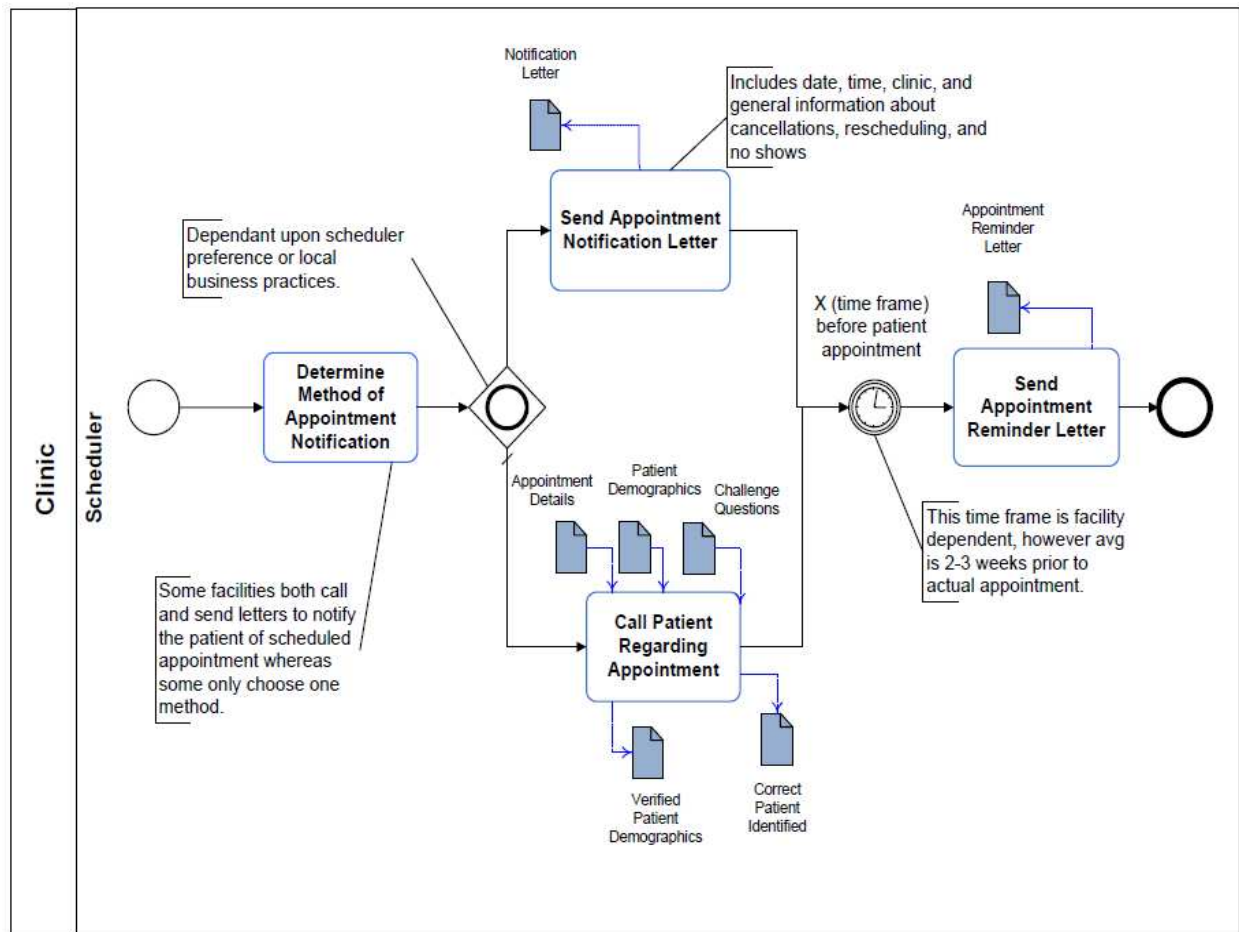 Clinic
Scheduler
Notification
Letter
Includes date, time, clinic, and
general information about
cancellations, rescheduling, and
no shows
Send Appointment
Notification Letter
Dependant upon scheduler
preference or local
business practices.
Appointment
Reminder
Letter
X (time frame)
before patient
appointment
Determine
Method of
Appointment
Notification
Send
Appointment
Reminder Letter
Appointment
Details
Patient
Demographics
Challenge
Questions
This time frame is facility
dependent, however avg
is 2-3 weeks prior to
actual appointment.
Call Patient
Regarding
Appointment
Some facilities both call
and send letters to notify
the patient of scheduled
appointment whereas
some only choose one
method.
Verified
Patient
Demographics
Correct
Patient
Identified